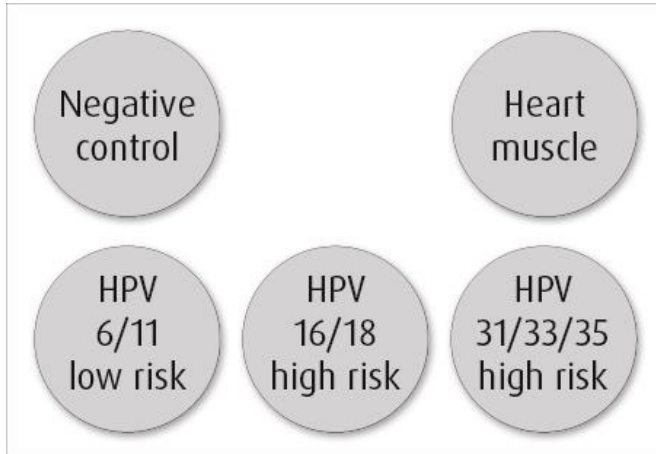 Negative
control
Heart
muscle
HPV
6/11
low risk
HPV
16/18
high risk
HPV
31/33/35
high risk